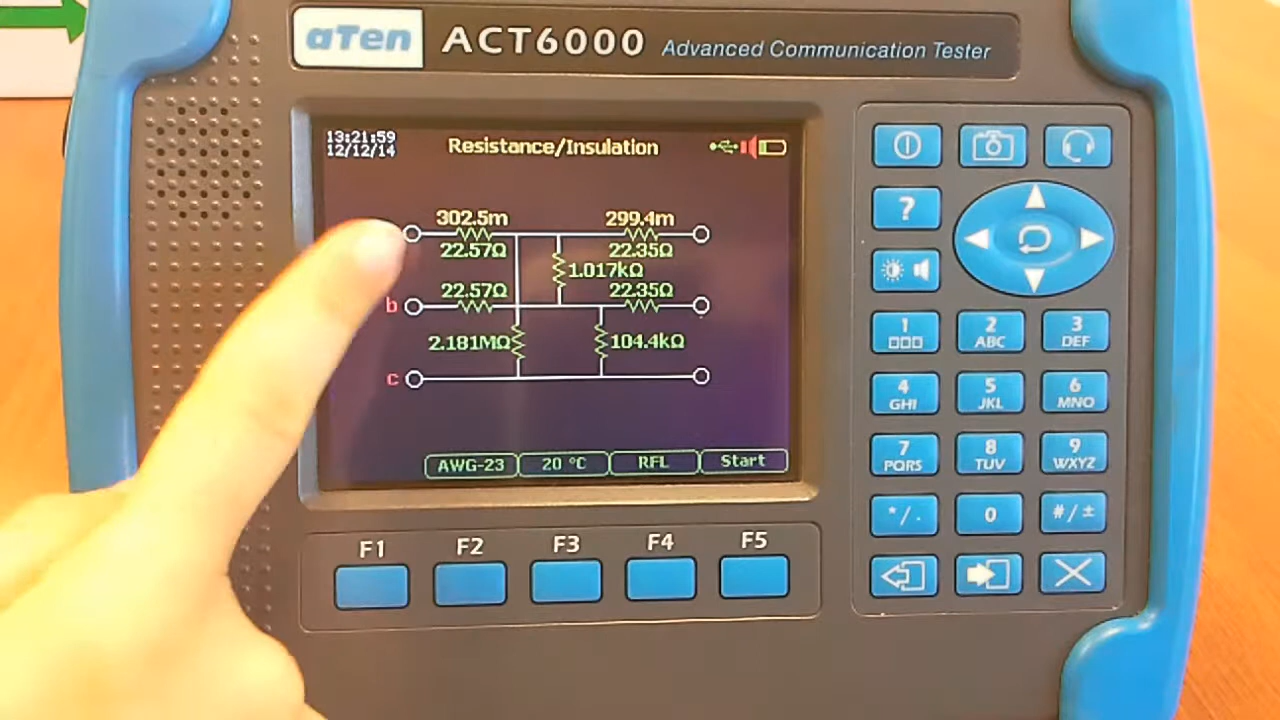 aTen ACT6000 Advanced Communication Tester
13:21:59
12/12/14
Resistance/Insulation
302.5m 299.4m
22.57Ω 22.35Ω
1.017kΩ
22.57Ω 22.35Ω
b
2.181MΩ 104.4kΩ
c
AWG-23 20 °C RFL Start
F1 F2 F3 F4 F5
?
1 2 ABC 3 DEF
4 GHI 5 JKL 6 MNO
7 PQRS 8 TUV 9 WXYZ
*/. 0 #/±